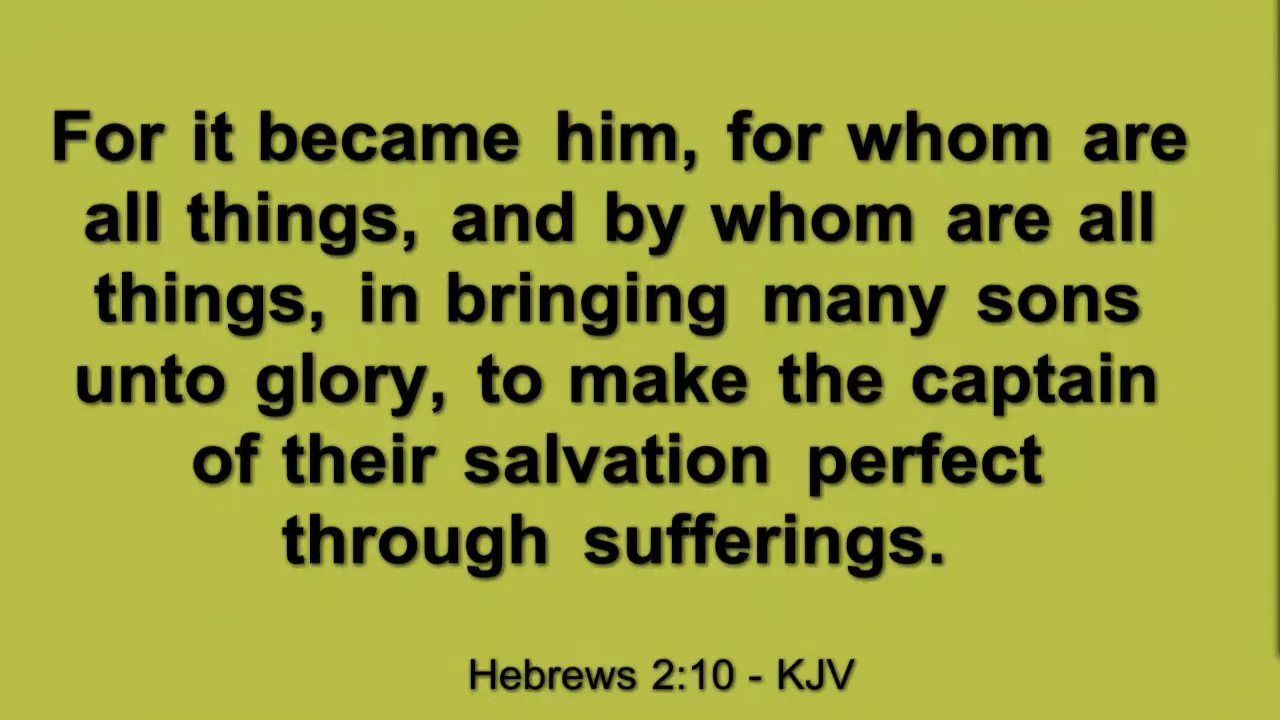 For it became him, for whom are
all things, and by whom are all
things, in bringing many sons
unto glory, to make the captain
of their salvation perfect
through sufferings.
Hebrews 2:10 - KJV